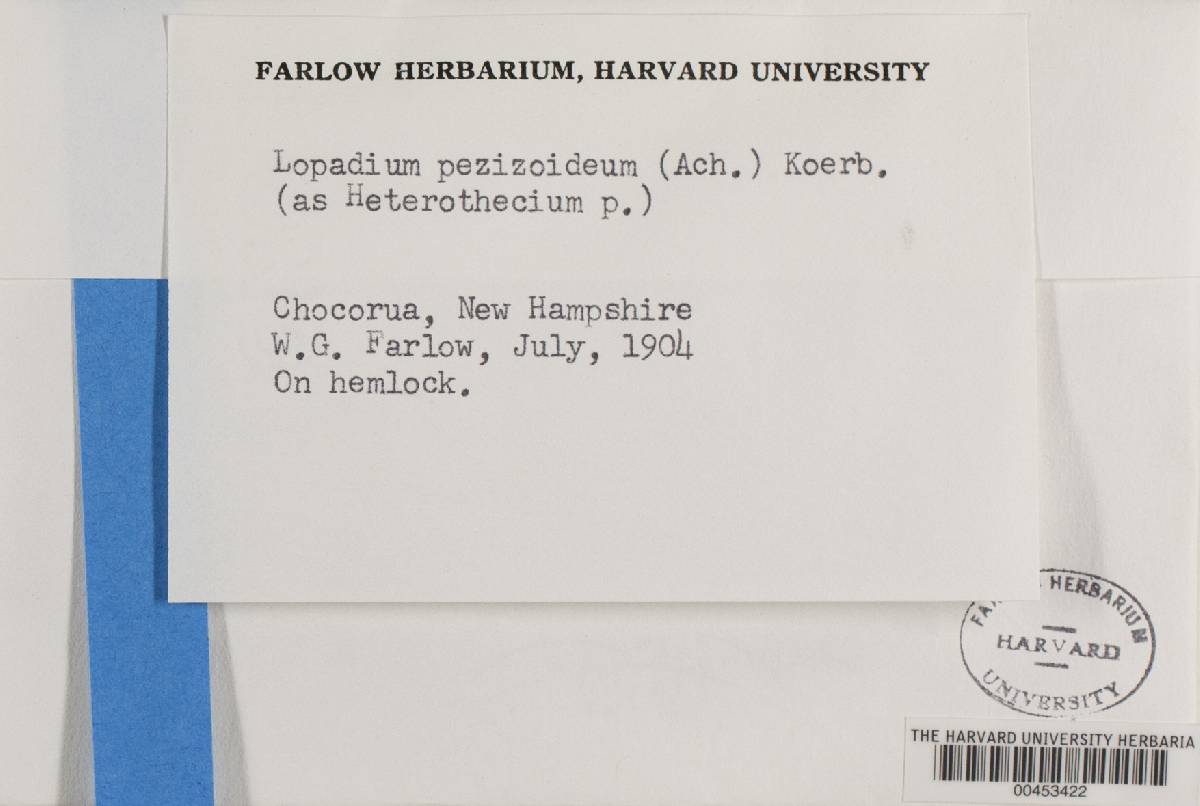 FARLOW HERBARIUM, HARVARD UNIVERSITY
Lopadium pezizoideum (Ach.) Koerb.
(as Heterothecium p.)
Chocorua, New Hampshire
W.G. Farlow, July, 1904
On hemlock.
HERBARIUM
HARVARD
UNIVERSITY
THE HARVARD UNIVERSITY HERBARIA
00453422